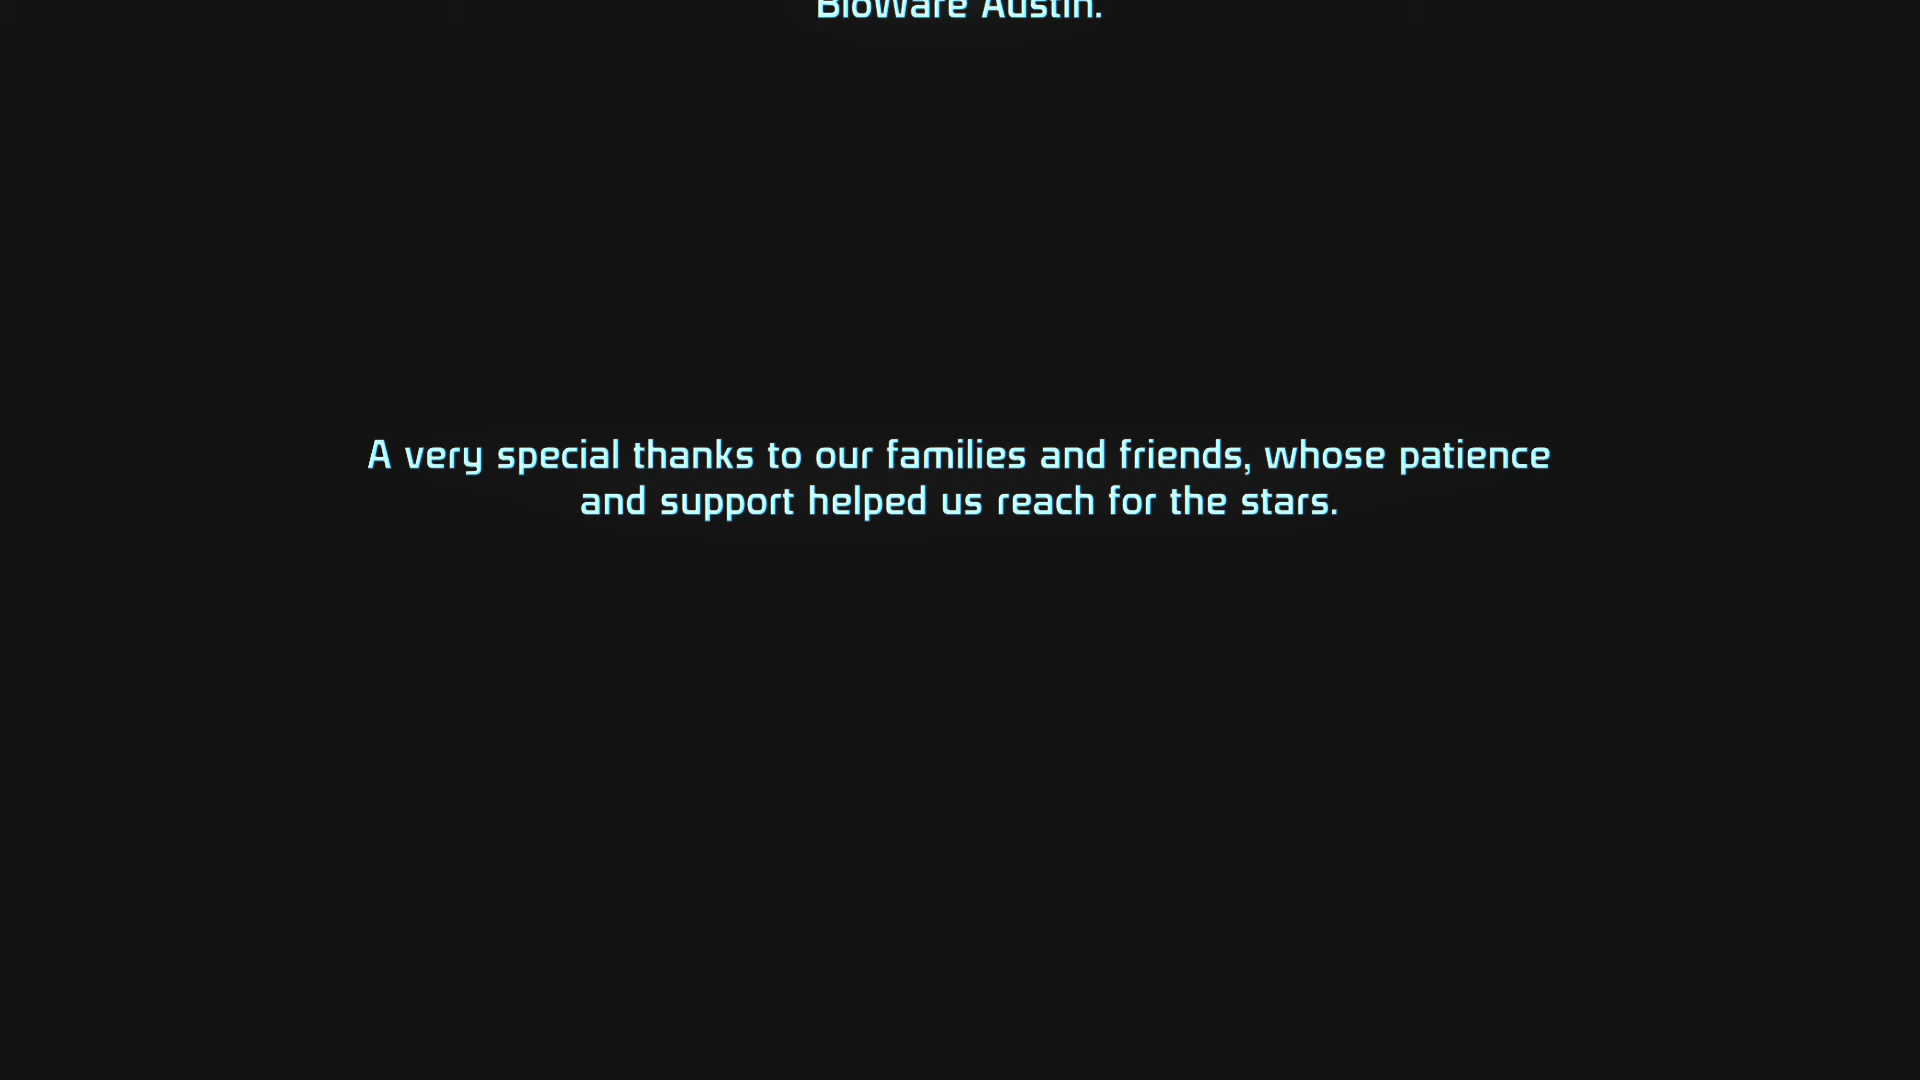 BioWare Austin.
A very special thanks to our families and friends, whose patience
and support helped us reach for the stars.